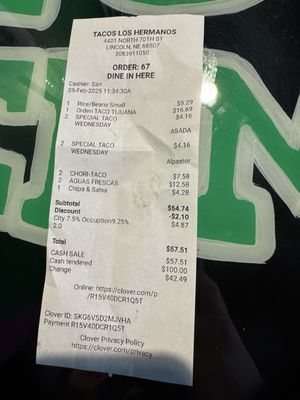 TACOS LOS HERMANOS
4401 NORTH 70TH ST
LINCOLN, NE 68507
3083911050
ORDER: 67
DINE IN HERE
Cashier: San
05-Feb-2025 11:34:30A
1 Rice/Beans Small $5.29
1 Orden TACO TIJUANA $16.69
2 SPECIAL TACO WEDNESDAY $4.16
ASADA
2 SPECIAL TACO WEDNESDAY $4.16
Alpastor
2 CHORI-TACO $7.58
2 AGUAS FRESCAS $12.58
1 Chips & Salsa $4.28
Subtotal $54.74
Discount -$2.10
City 7.5% Occuption9.25% $4.87
2.0
Total $57.51
CASH SALE $57.51
Cash tendered $100.00
Change $42.49
Online: https://clover.com/p
/R15V40DCR1Q5T
Clover ID: SKG6VSD2MJVHA
Payment R15V40DCR1Q5T
Clover Privacy Policy
https://clover.com/privacy